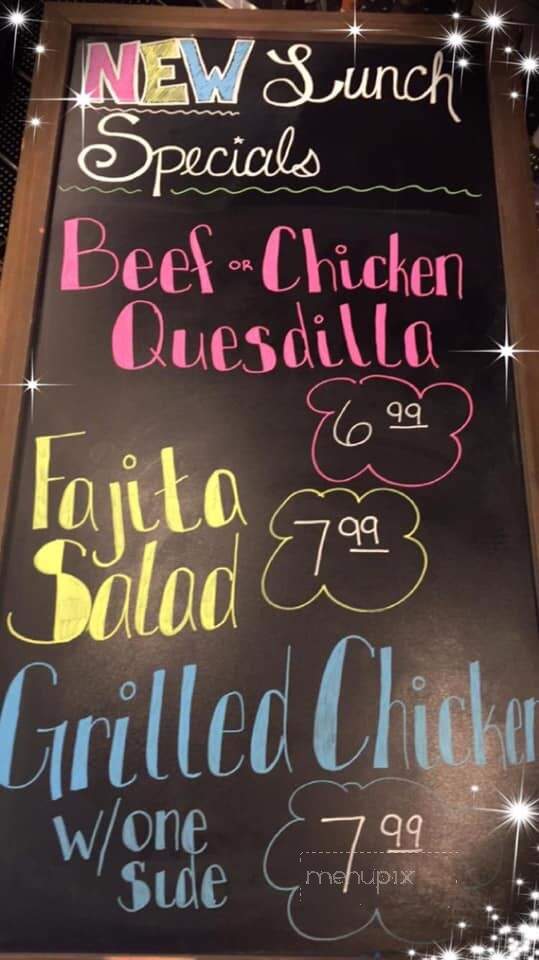 NEW Lunch
Specials
Beef OR Chicken
Quesdilla
6 99
Fajita
Salad
7 99
Grilled Chicken
w/one
side
7 99
menupix